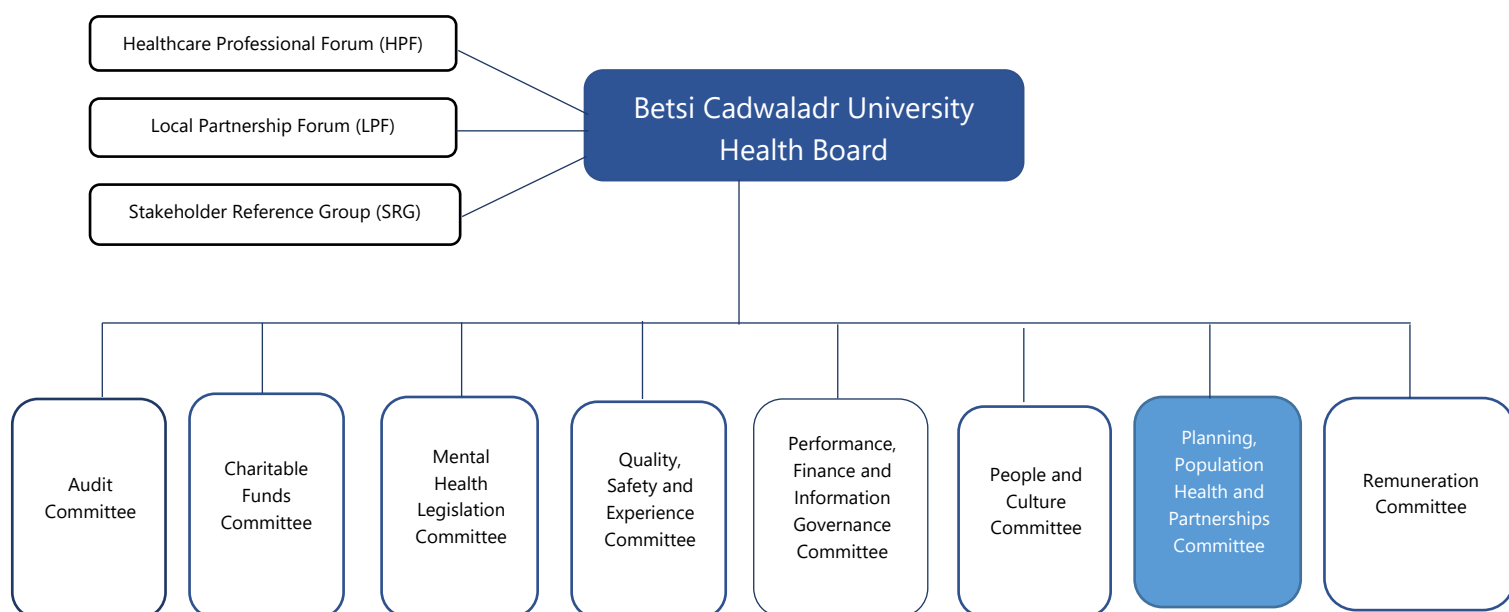 Healthcare Professional Forum (HPF)
Local Partnership Forum (LPF)
Stakeholder Reference Group (SRG)
Betsi Cadwaladr University
Health Board
Audit
Committee
Charitable
Funds
Committee
Mental
Health
Legislation
Committee
Quality,
Safety and
Experience
Committee
Performance,
Finance and
Information
Governance
Committee
People and
Culture
Committee
Planning,
Population
Health and
Partnerships
Committee
Remuneration
Committee